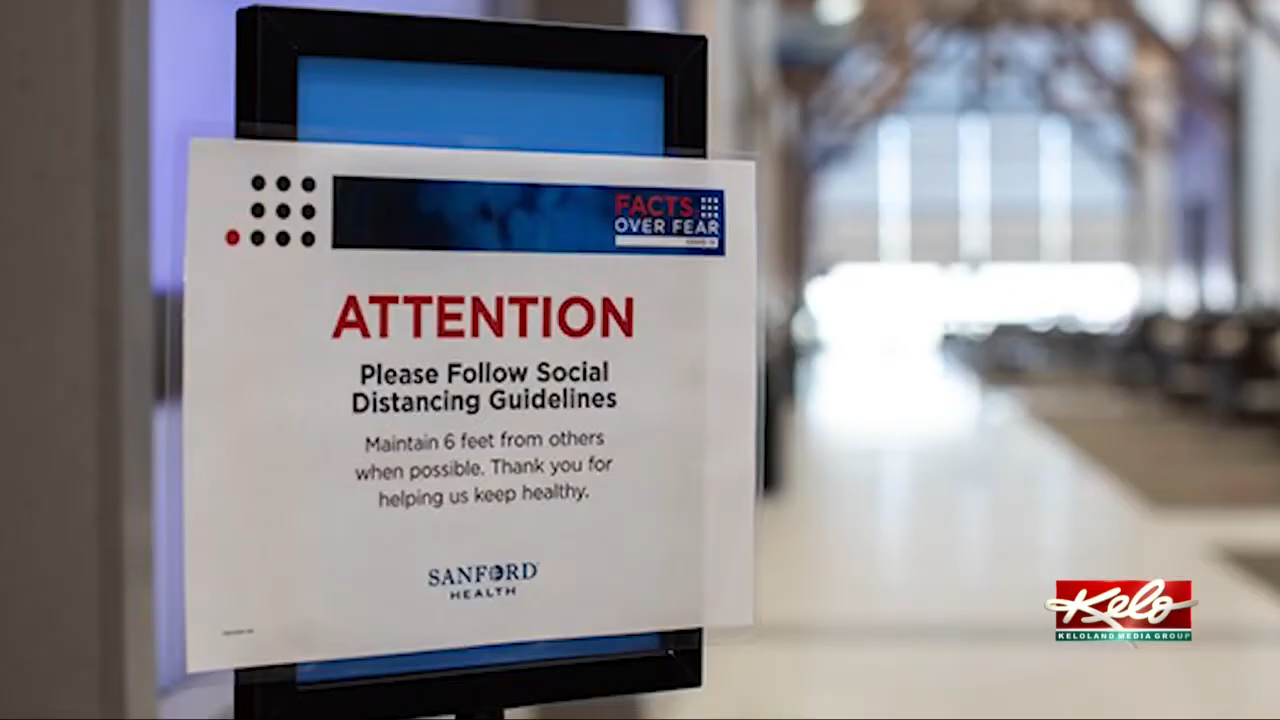 FACTS
OVER FEAR
ATTENTION
Please Follow Social
Distancing Guidelines
Maintain 6 feet from others
when possible. Thank you for
helping us keep healthy.
SANFORD
HEALTH
Kelo
KELOLAND MEDIA GROUP